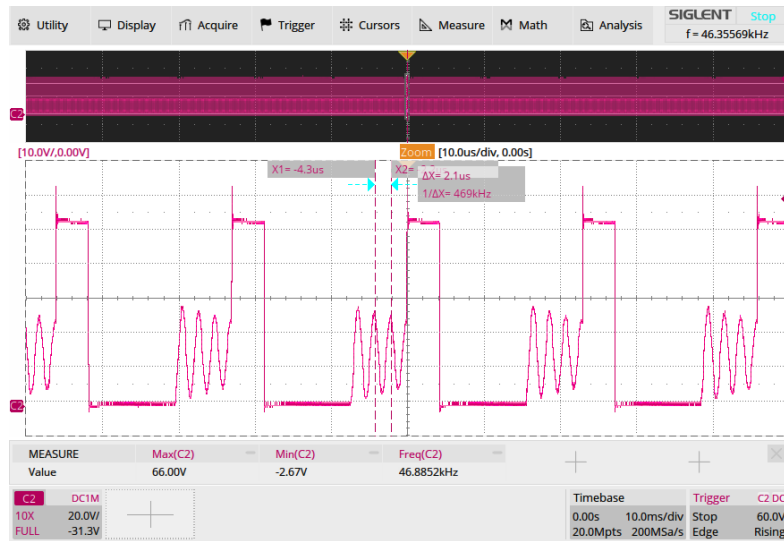 Utility Display Acquire Trigger Cursors Measure Math Analysis SIGLENT Stop
f = 46.35569kHz
C2
[10.0V/,0.00V] Zoom [10.0us/div, 0.00s]
X1= -4.3us X2=
ΔX= 2.1us
1/ΔX= 469kHz
C2
MEASURE Max(C2) Min(C2) Freq(C2)
Value 66.00V -2.67V 46.8852kHz
C2 DC1M
10X 20.0V/
FULL -31.3V
Timebase
0.00s 10.0ms/div
20.0Mpts 200MSa/s
Trigger C2 DC
Stop 60.0V
Edge Rising